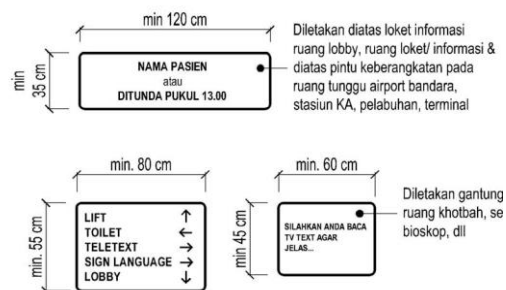 min 120 cm
min
35 cm
NAMA PASIEN
atau
DITUNDA PUKUL 13.00
Diletakan diatas loket informasi
ruang lobby, ruang loket/ informasi &
diatas pintu keberangkatan pada
ruang tunggu airport bandara,
stasiun KA, pelabuhan, terminal
min. 80 cm
min. 55 cm
LIFT ↑
TOILET ←
TELETEXT →
SIGN LANGUAGE →
LOBBY ↓
min. 60 cm
min 45 cm
SILAHKAN ANDA BACA
TV TEXT AGAR
JELAS...
Diletakan gantung
ruang khotbah, se
bioskop, dll